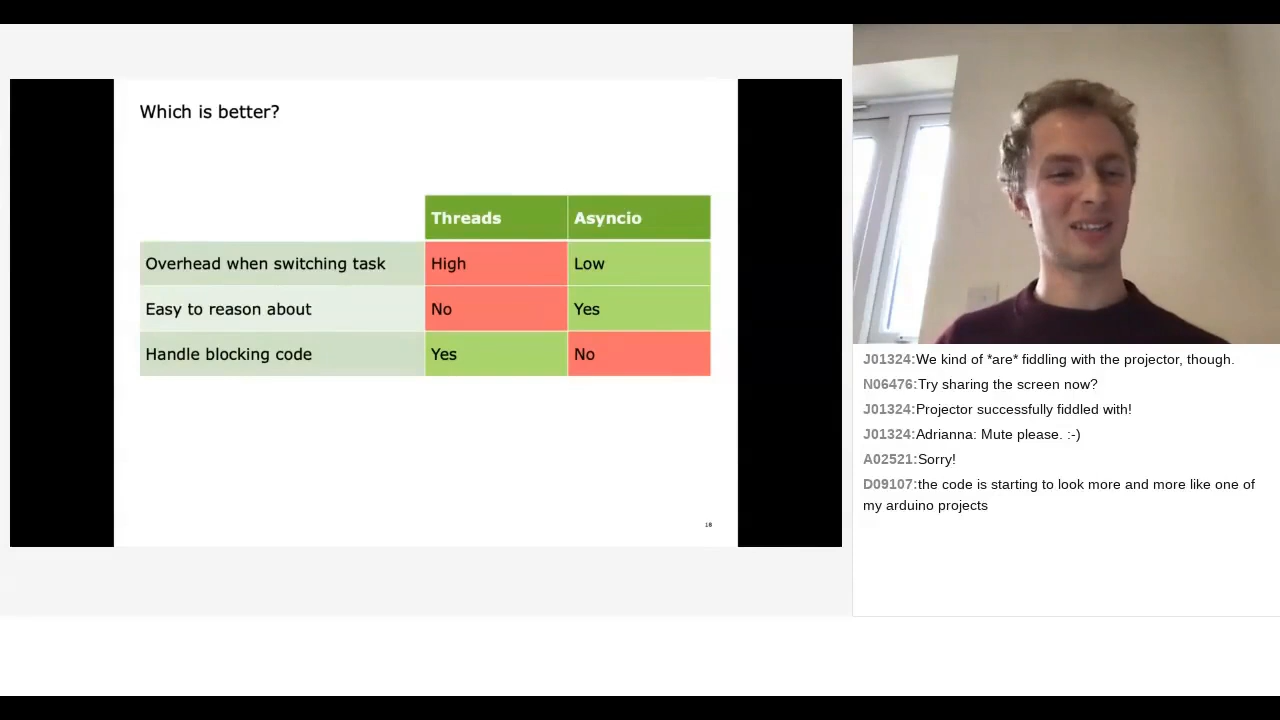 Which is better?
Threads Asyncio
Overhead when switching task High Low
Easy to reason about No Yes
Handle blocking code Yes No
18
J01324:We kind of *are* fiddling with the projector, though.
N06476:Try sharing the screen now?
J01324:Projector successfully fiddled with!
J01324:Adrianna: Mute please. :-)
A02521:Sorry!
D09107:the code is starting to look more and more like one of
my arduino projects